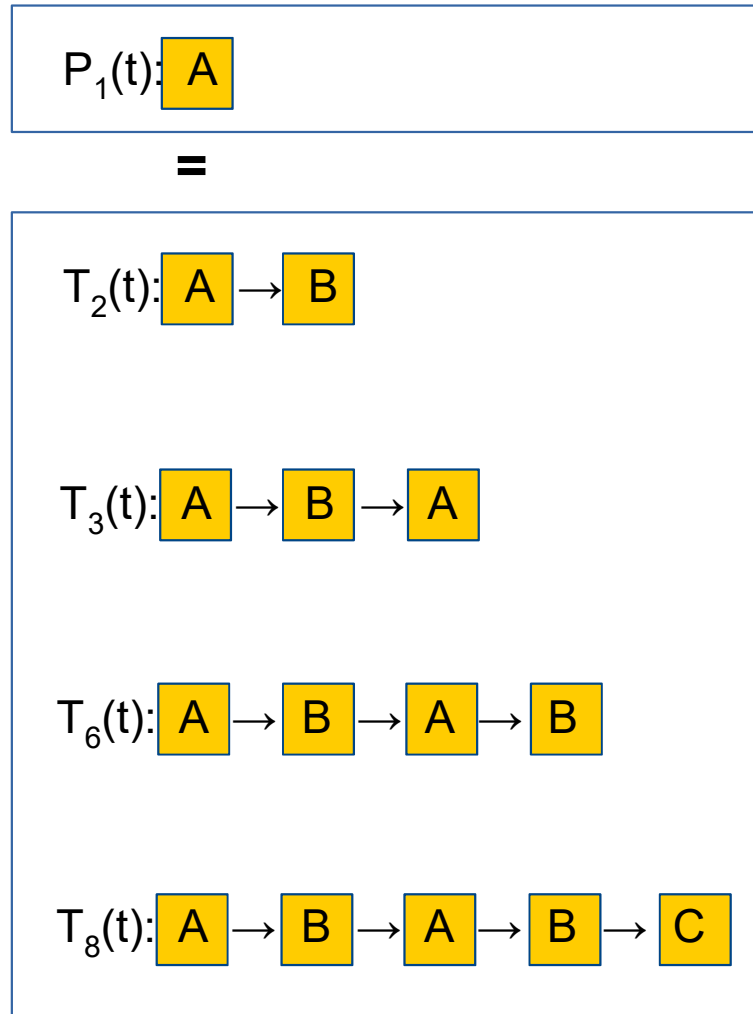 P₁(t): A
=
T₂(t): A → B
T₃(t): A → B → A
T₆(t): A → B → A → B
T₈(t): A → B → A → B → C